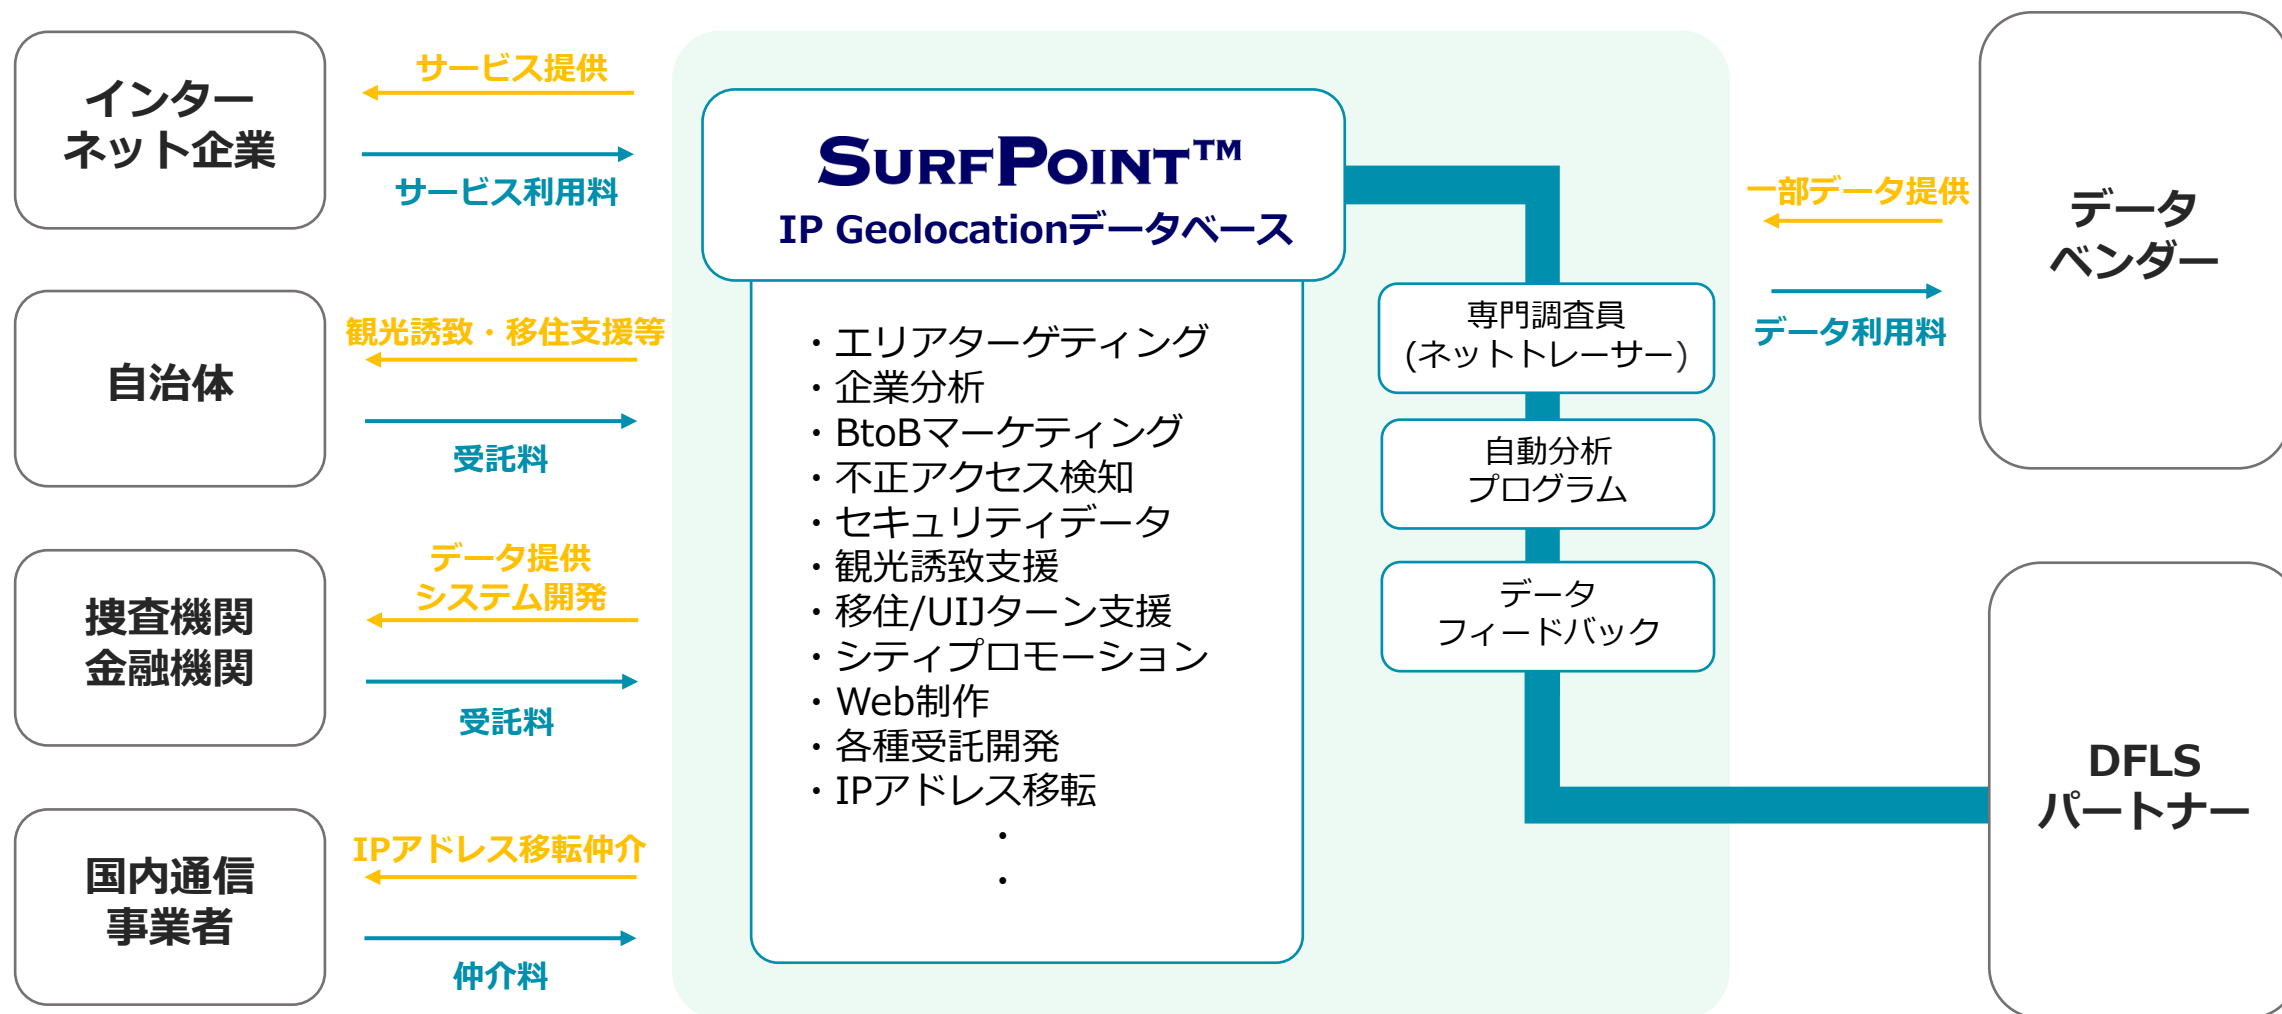 インター
ネット企業
サービス提供
サービス利用料
自治体
観光誘致・移住支援等
受託料
捜査機関
金融機関
データ提供
システム開発
受託料
国内通信
事業者
IPアドレス移転仲介
仲介料
SURFPOINT™
IP Geolocationデータベース
・エリアターゲティング
・企業分析
・BtoBマーケティング
・不正アクセス検知
・セキュリティデータ
・観光誘致支援
・移住/UIJターン支援
・シティプロモーション
・Web制作
・各種受託開発
・IPアドレス移転
・
・
専門調査員
(ネットトレーサー)
自動分析
プログラム
データ
フィードバック
一部データ提供
データ利用料
データ
ベンダー
DFLS
パートナー